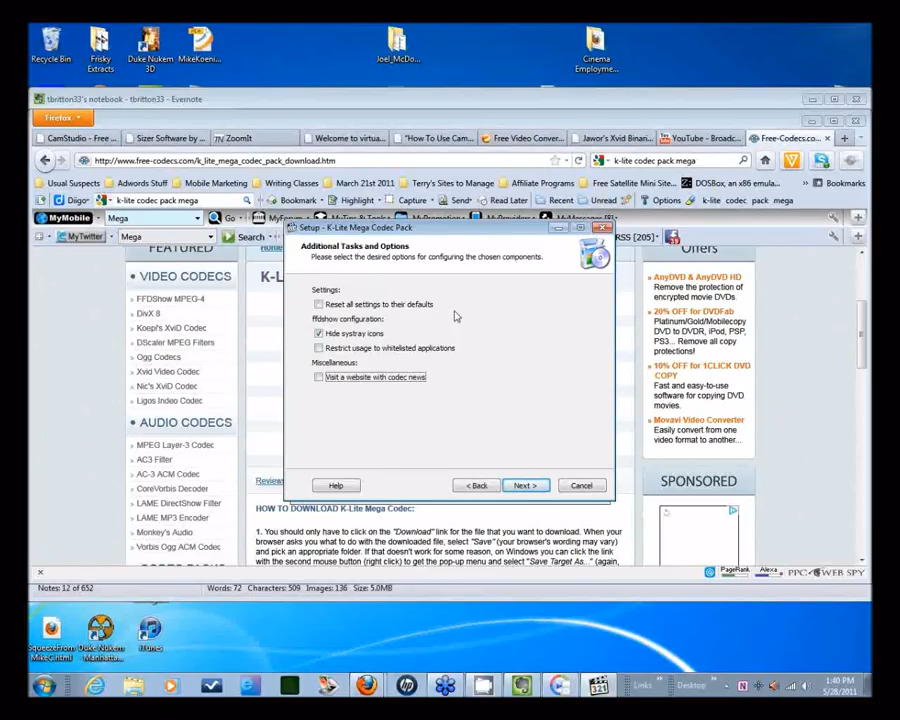 Recycle Bin
Frisky Extracts
Duke Nukem 3D
MikeKoeni...
Joel_McDo...
Cinema Employme...
tbritton33's notebook - tbritton33 - Evernote
Firefox
CamStudio - Free ...
Sizer Software by ...
ZoomIt
Welcome to virtua...
"How To Use Cam...
Free Video Conver...
Jawor's Xvid Binari...
YouTube - Broadc...
Free-Codecs.co...
http://www.free-codecs.com/k_lite_mega_codec_pack_download.htm
k-lite codec pack mega
Usual Suspects
Adwords Stuff
Mobile Marketing
Writing Classes
March 21st 2011
Terry's Sites to Manage
Affiliate Programs
Free Satellite Mini Site...
DOSBox, an x86 emula...
Bookmarks
Diigo
k-lite codec pack mega
Bookmark
Highlight
Capture
Send
Read Later
Recent
Unread
Options
k-lite codec pack mega
MyMobile
Mega
Go
MyTwitter
Mega
Search
RSS [205]
Setup - K-Lite Mega Codec Pack
Additional Tasks and Options
Please select the desired options for configuring the chosen components.
Settings:
Reset all settings to their defaults
ffdshow configuration:
Hide systray icons
Restrict usage to whitelisted applications
Miscellaneous:
Visit a website with codec news
Help
< Back
Next >
Cancel
FEATURED
Home
K-L
VIDEO CODECS
FFDShow MPEG-4
DivX 8
Koepi's XviD Codec
DScaler MPEG Filters
Ogg Codecs
Xvid Video Codec
Nic's XviD Codec
Ligos Indeo Codec
AUDIO CODECS
MPEG Layer-3 Codec
AC3 Filter
AC-3 ACM Codec
CoreVorbis Decoder
LAME DirectShow Filter
LAME MP3 Encoder
Monkey's Audio
Vorbis Ogg ACM Codec
Reviews
HOW TO DOWNLOAD K-Lite Mega Codec:
1. You should only have to click on the "Download" link for the file that you want to download. When your
browser asks you what to do with the downloaded file, select "Save" (your browser's wording may vary)
and pick an appropriate folder. If that doesn't work for some reason, on Windows you can click the link
with the second mouse button (right click) to get the pop-up menu and select "Save Target As..." (again,
Offers
AnyDVD & AnyDVD HD
Remove the protection of
encrypted movie DVDs.
20% OFF for DVDFab
Platinum/Gold/Mobilecopy
DVD to DVDR, iPod, PSP,
PS3... Remove all copy
protections!
10% OFF for 1CLICK DVD
COPY
Fast and easy-to-use
software for copying DVD
movies.
Movavi Video Converter
Easily convert from one
video format to another...
SPONSORED
PageRank
Alexa
PPC WEB SPY
Notes: 12 of 652
Words: 72 Characters: 509 Images: 136 Size: 5.0MB
SqueezeFrom MikeC.html
Duke Nukem - Manhatta...
iTunes
Links
Desktop
1:40 PM
5/28/2011